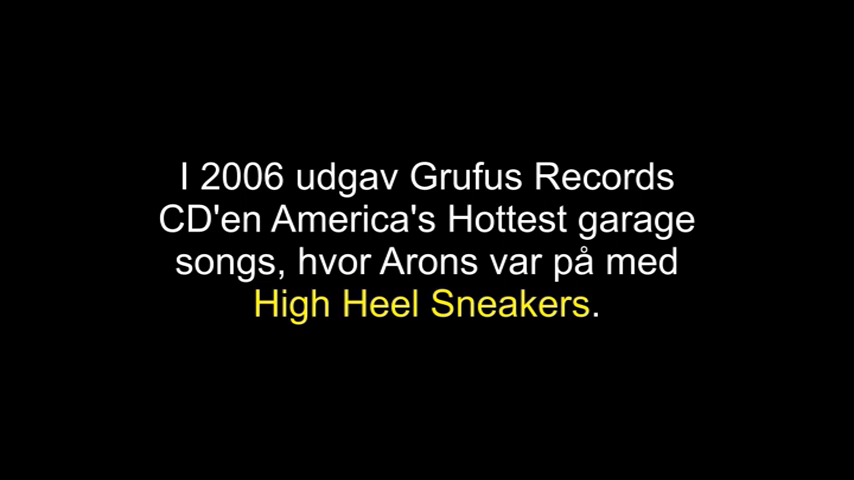 I 2006 udgav Grufus Records
CD'en America's Hottest garage
songs, hvor Arons var på med
High Heel Sneakers.